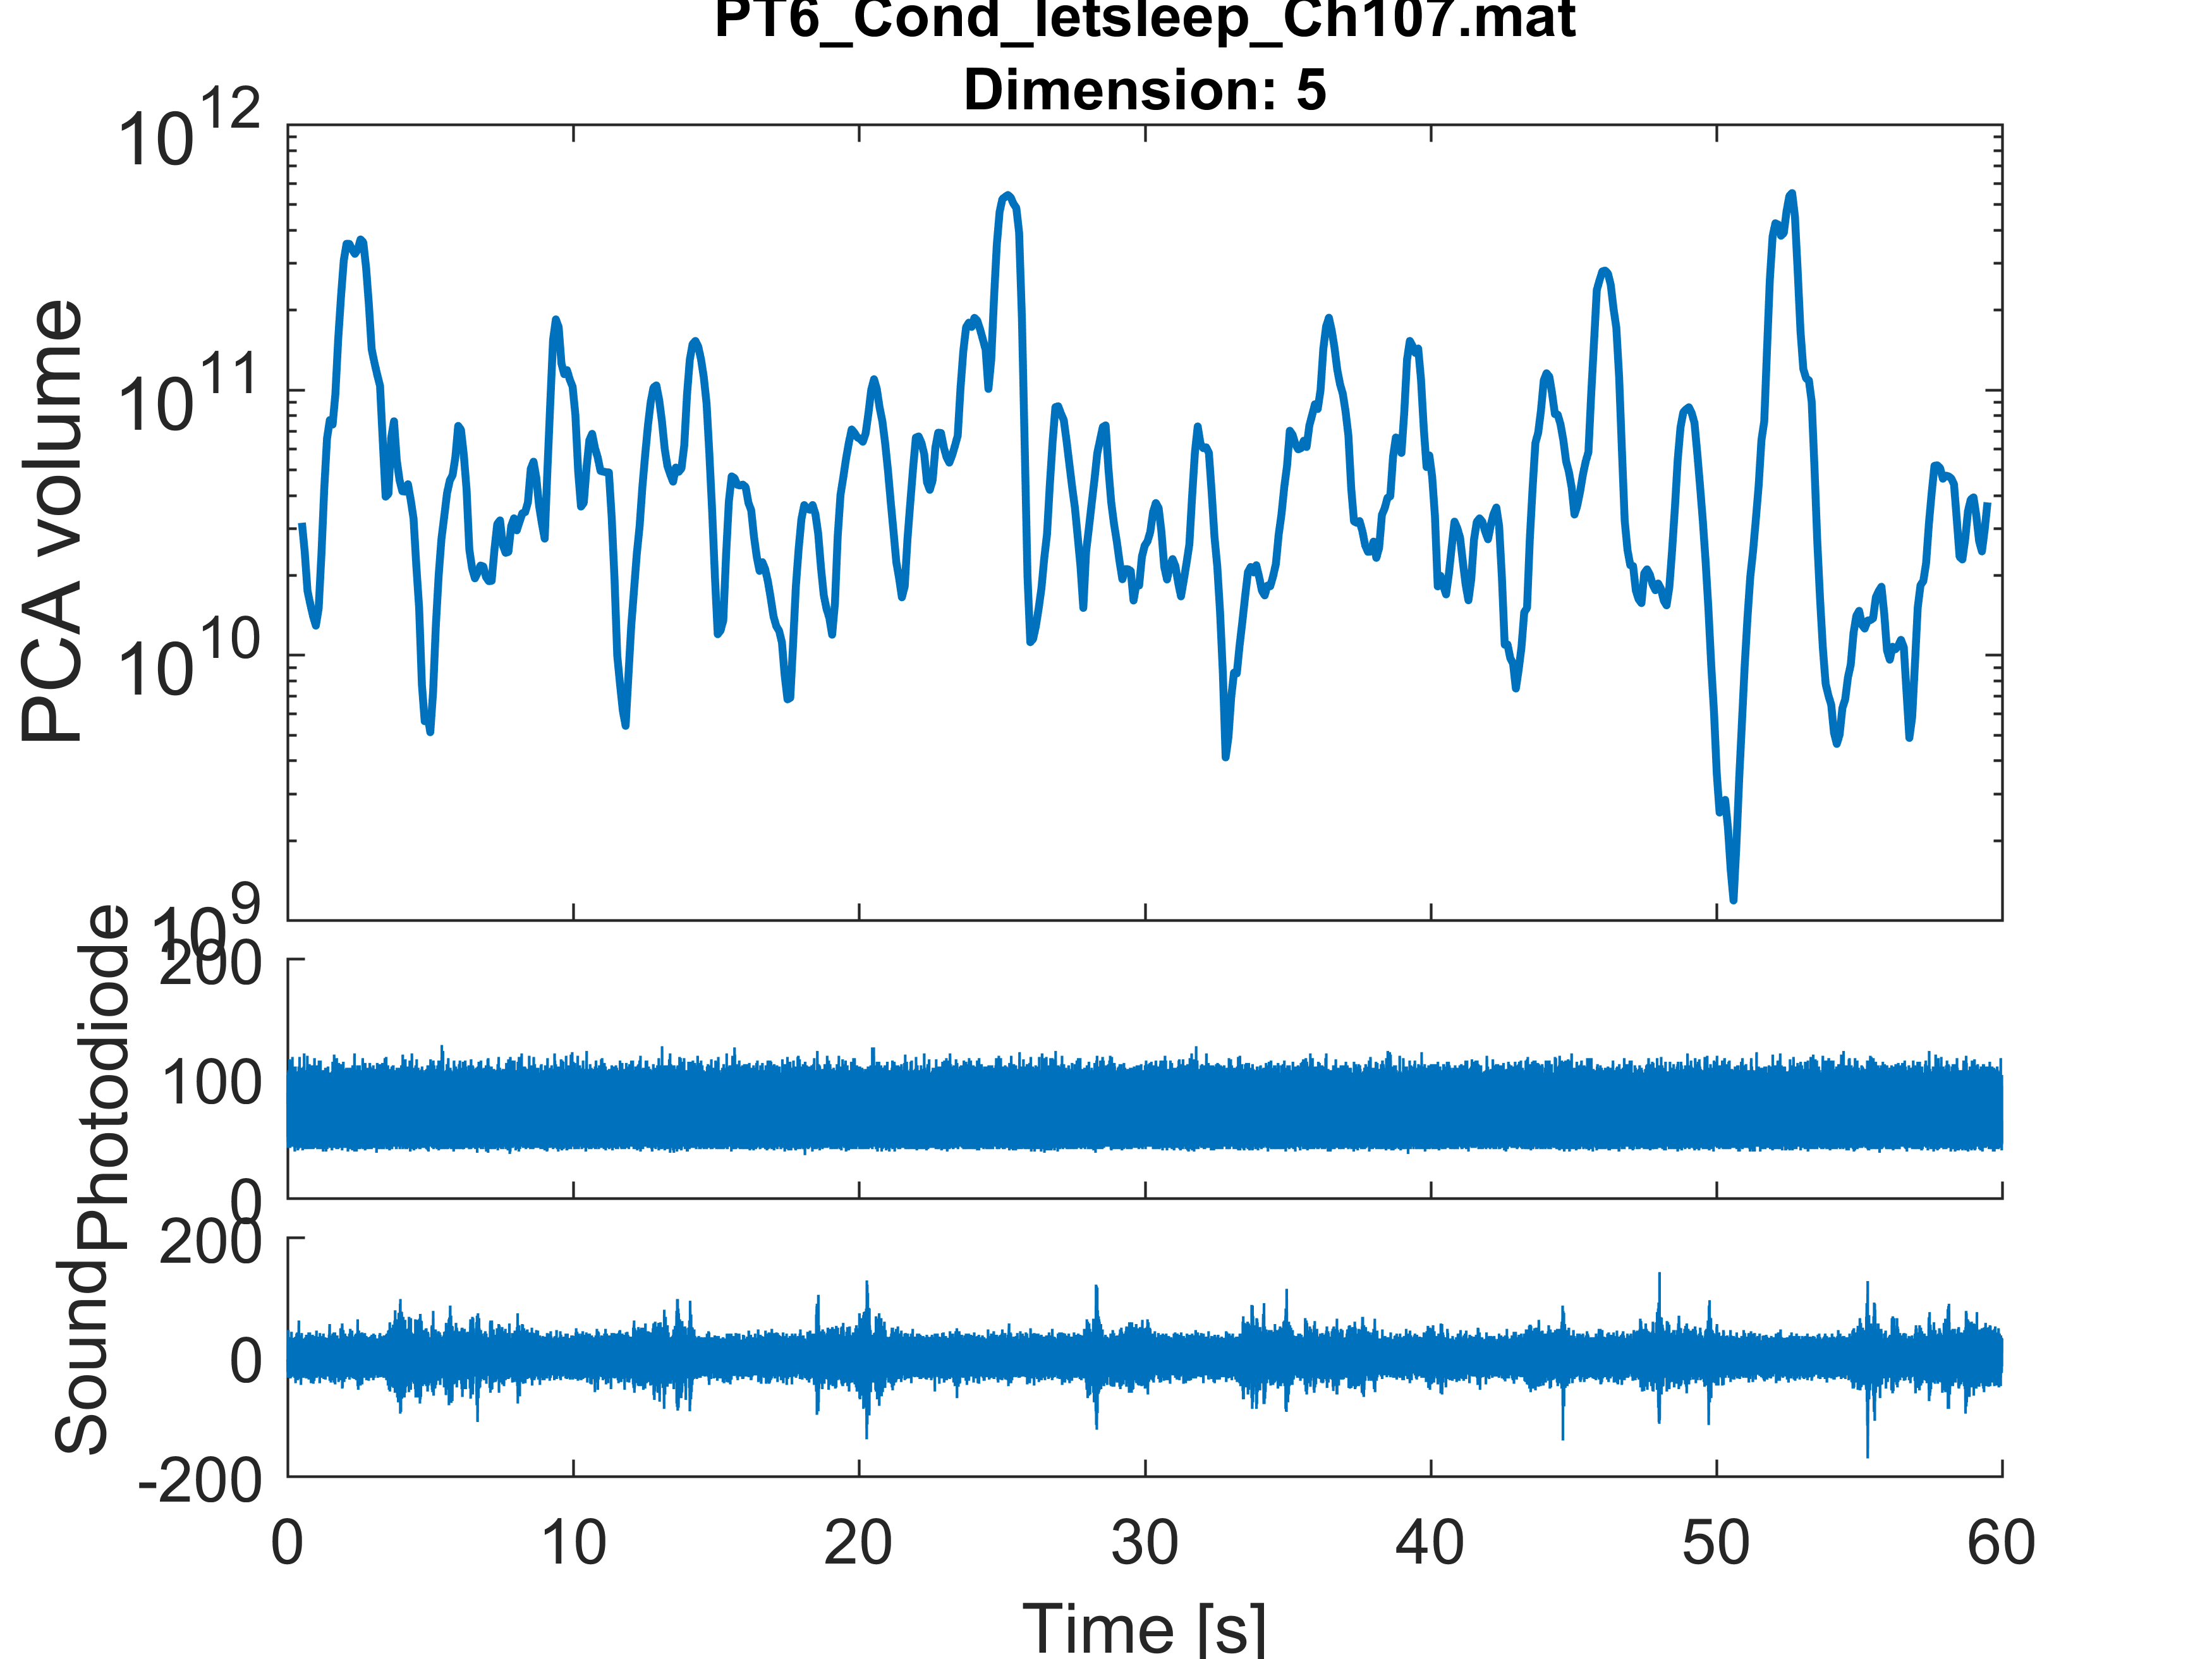 PT6_Cond_letsleep_Ch107.mat
Dimension: 5
PCA volume
10^12
10^11
10^10
10^9
Photodiode
200
100
0
Sound
200
0
-200
0 10 20 30 40 50 60
Time [s]